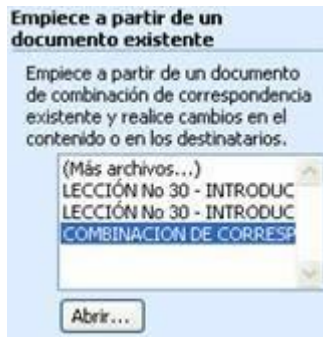 Empiece a partir de un
documento existente
Empiece a partir de un documento
de combinación de correspondencia
existente y realice cambios en el
contenido o en los destinatarios.
(Más archivos...)
LECCIÓN No 30 - INTRODUC
LECCIÓN No 30 - INTRODUC
COMBINACION DE CORRESP
Abrir...